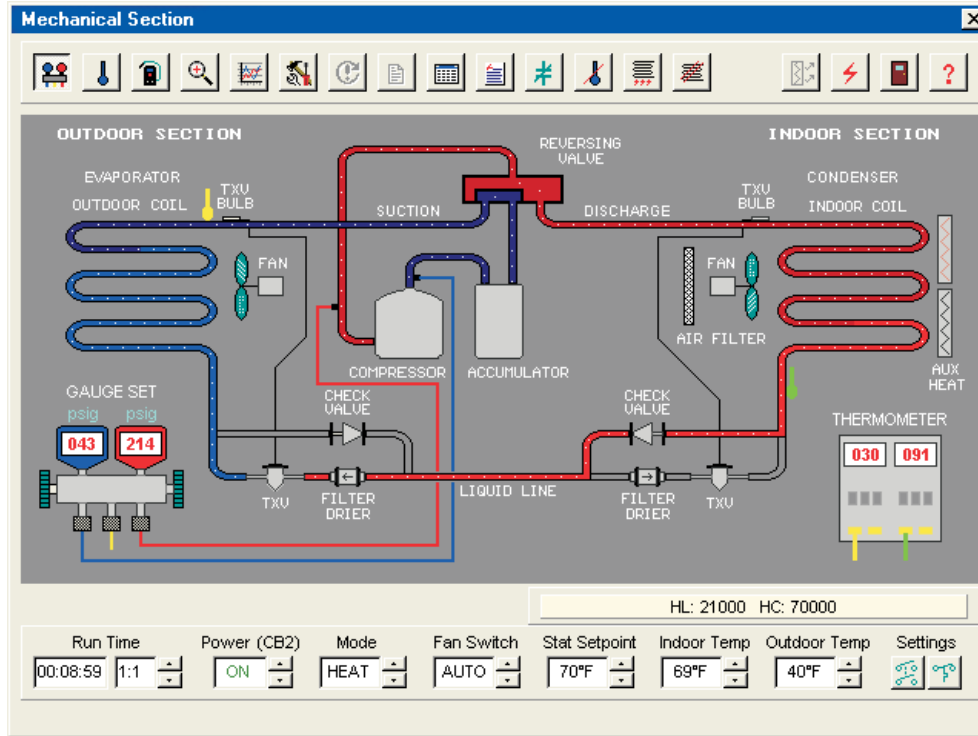 Mechanical Section
?
OUTDOOR SECTION
INDOOR SECTION
REVERSING
VALVE
EVAPORATOR
OUTDOOR COIL
TXV
BULB
SUCTION
DISCHARGE
TXV
BULB
CONDENSER
INDOOR COIL
FAN
FAN
AIR FILTER
COMPRESSOR
ACCUMULATOR
AUX
HEAT
GAUGE SET
psig psig
043 214
CHECK
VALVE
CHECK
VALVE
THERMOMETER
030 091
TXV
FILTER
DRIER
LIQUID LINE
FILTER
DRIER
TXV
HL: 21000 HC: 70000
Run Time
Power (CB2)
Mode
Fan Switch
Stat Setpoint
Indoor Temp
Outdoor Temp
Settings
00:08:59
1:1
ON
HEAT
AUTO
70°F
69°F
40°F